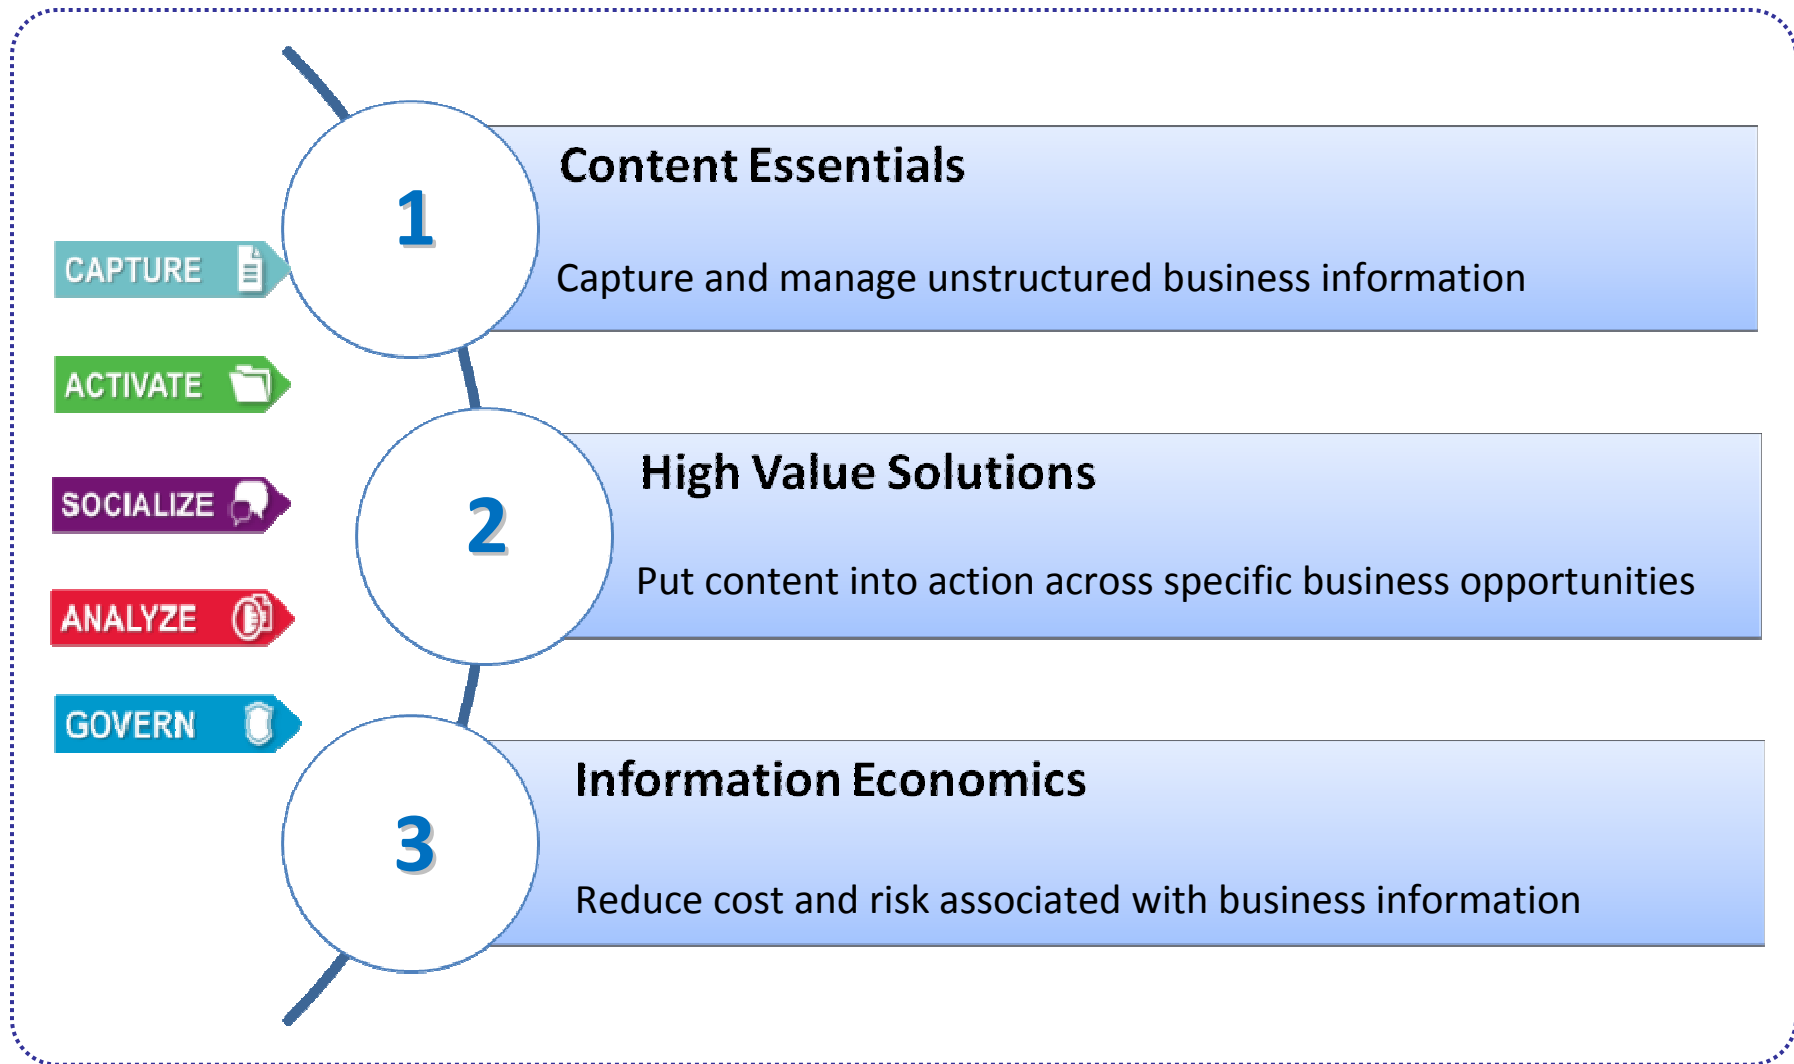 CAPTURE
ACTIVATE
SOCIALIZE
ANALYZE
GOVERN
1
Content Essentials
Capture and manage unstructured business information
2
High Value Solutions
Put content into action across specific business opportunities
3
Information Economics
Reduce cost and risk associated with business information